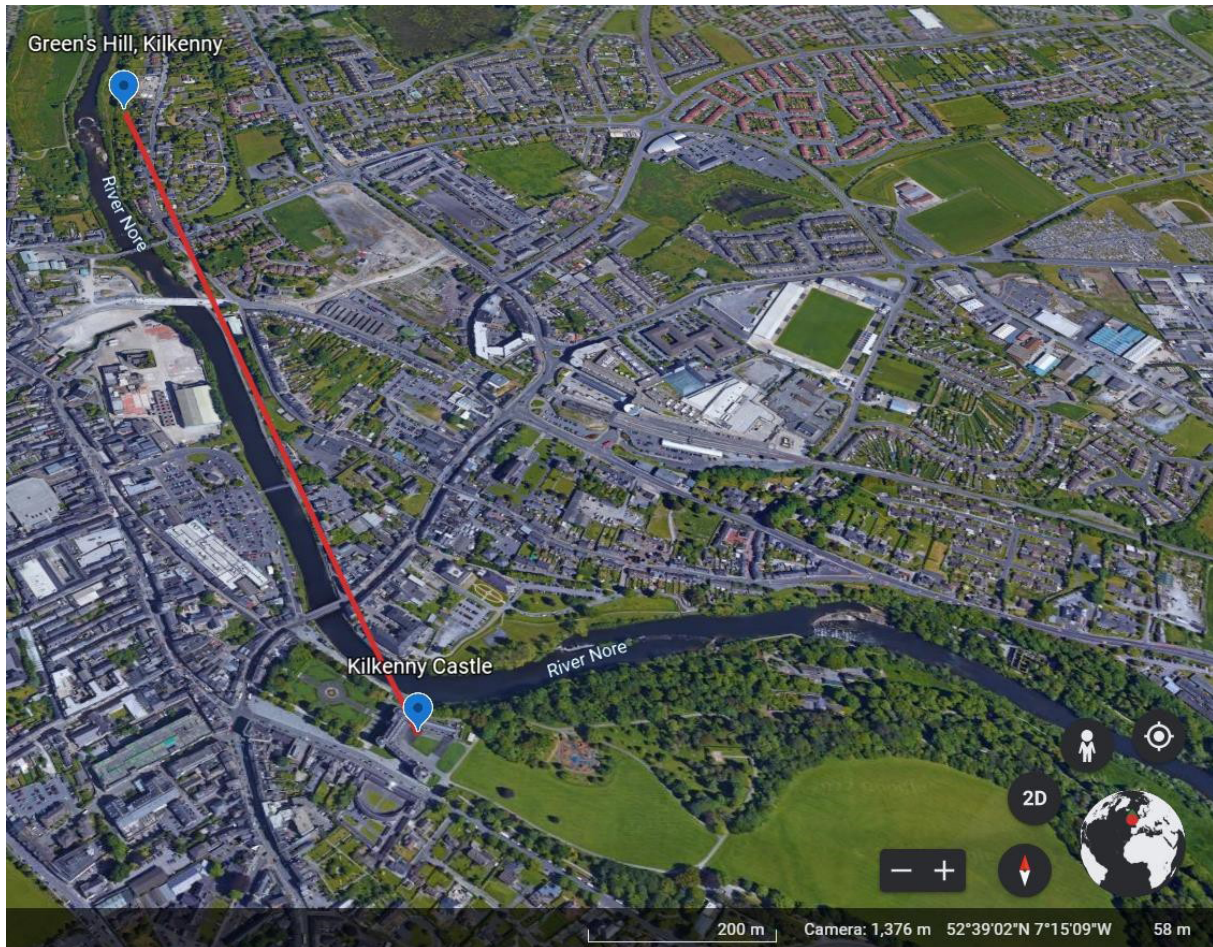 Green's Hill, Kilkenny
River Nore
Kilkenny Castle
River Nore
2D
− +
200 m
Camera: 1,376 m 52°39'02"N 7°15'09"W 58 m